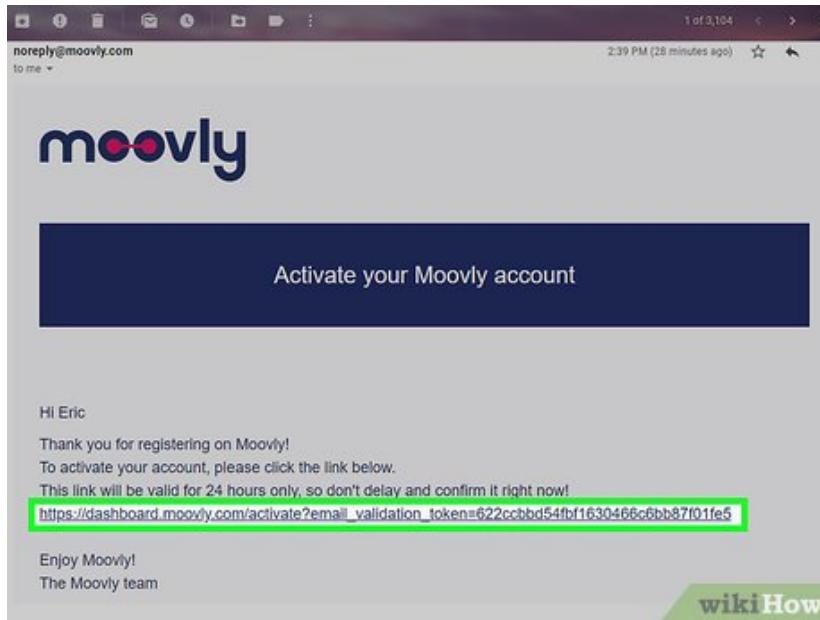 1 of 3,104
noreply@moovly.com
2:39 PM (28 minutes ago)
to me
moovly
Activate your Moovly account
Hi Eric
Thank you for registering on Moovly!
To activate your account, please click the link below.
This link will be valid for 24 hours only, so don't delay and confirm it right now!
https://dashboard.moovly.com/activate?email_validation_token=622ccbbd54fbf1630466c6bb87f01fe5
Enjoy Moovly!
The Moovly team
wikiHow